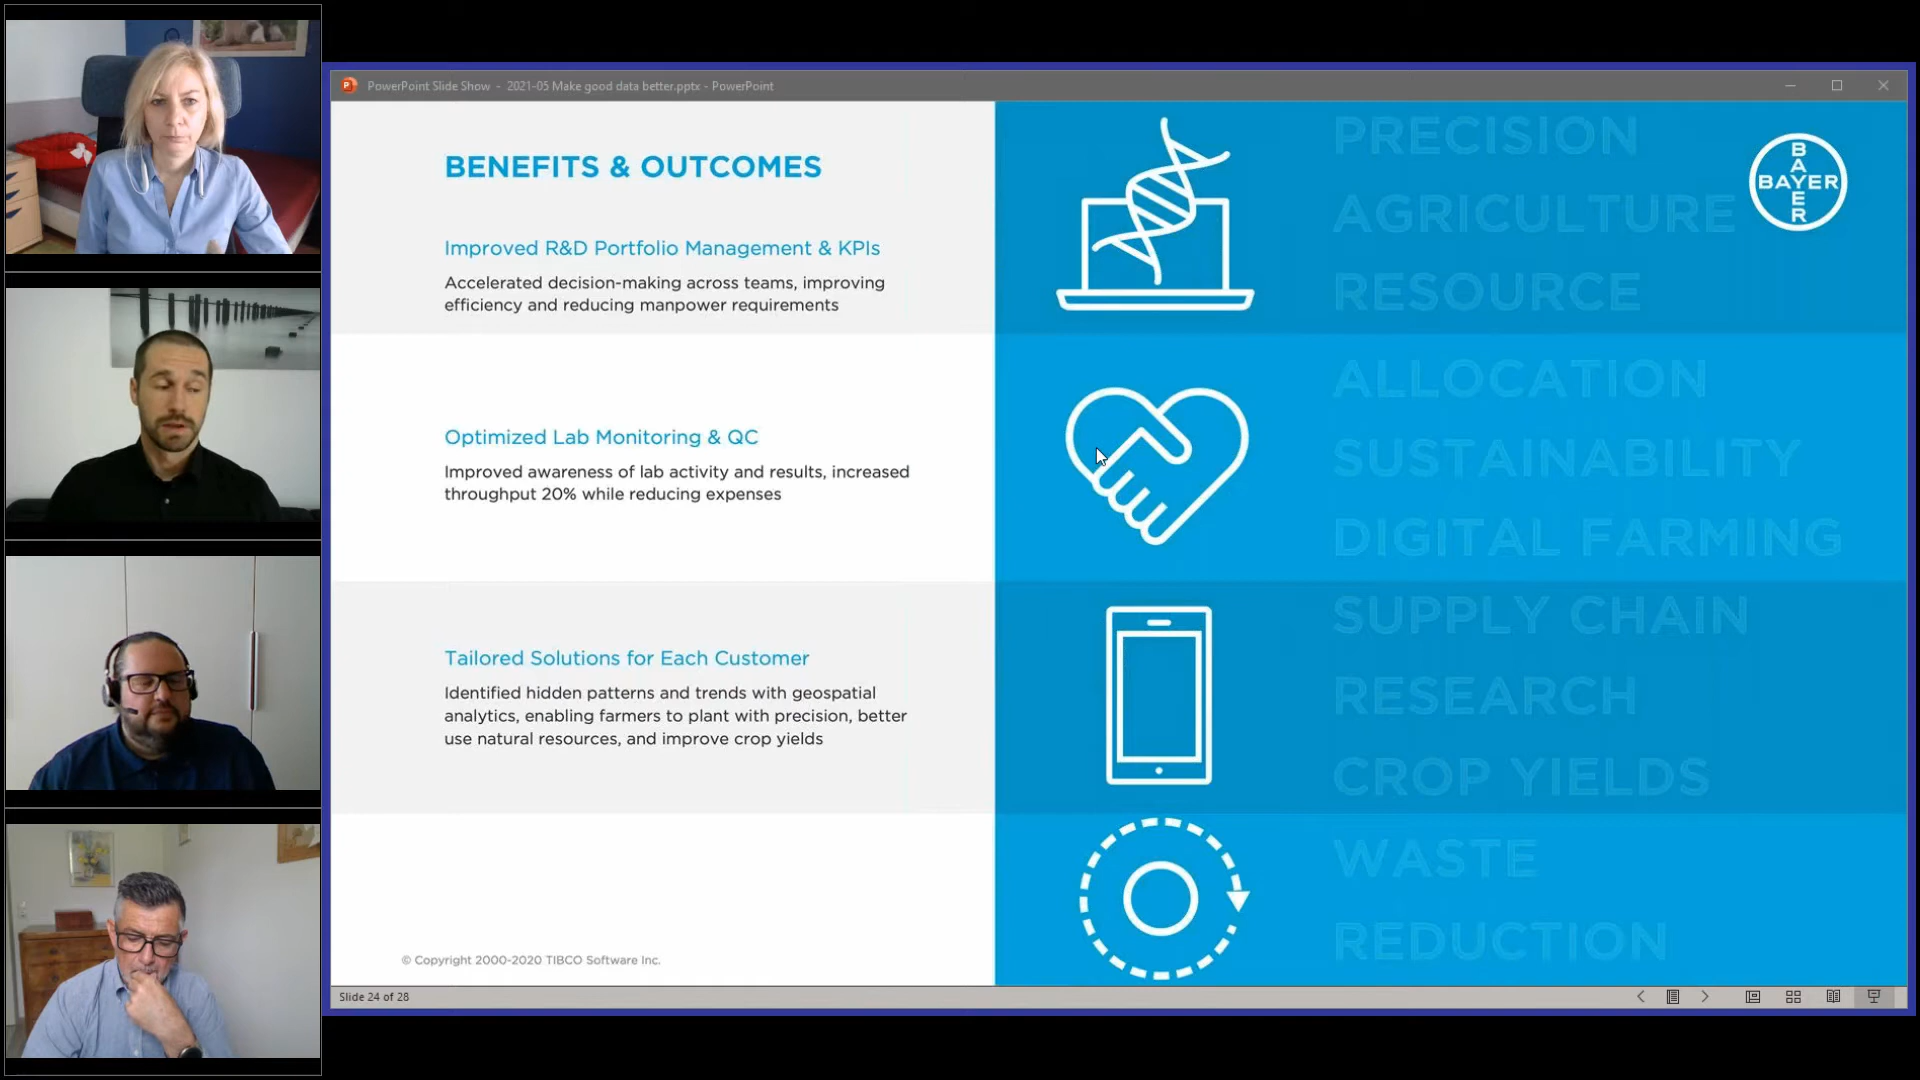 PowerPoint Slide Show - 2021-05 Make good data better.pptx - PowerPoint
BENEFITS & OUTCOMES
Improved R&D Portfolio Management & KPIs
Accelerated decision-making across teams, improving
efficiency and reducing manpower requirements
Optimized Lab Monitoring & QC
Improved awareness of lab activity and results, increased
throughput 20% while reducing expenses
Tailored Solutions for Each Customer
Identified hidden patterns and trends with geospatial
analytics, enabling farmers to plant with precision, better
use natural resources, and improve crop yields
© Copyright 2000-2020 TIBCO Software Inc.
PRECISION
AGRICULTURE
RESOURCE
ALLOCATION
SUSTAINABILITY
DIGITAL FARMING
SUPPLY CHAIN
RESEARCH
CROP YIELDS
WASTE
REDUCTION
BAYER
BAYER
Slide 24 of 28